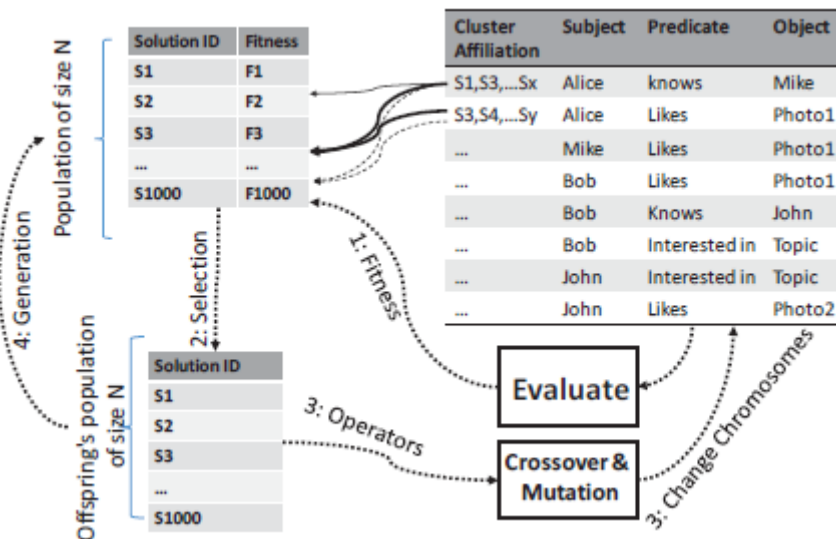 Population of size N
Solution ID Fitness
S1 F1
S2 F2
S3 F3
... ...
S1000 F1000
Cluster Affiliation Subject Predicate Object
S1,S3,...Sx Alice knows Mike
S3,S4,...Sy Alice Likes Photo1
... Mike Likes Photo1
... Bob Likes Photo1
... Bob Knows John
... Bob Interested in Topic
... John Interested in Topic
... John Likes Photo2
4: Generation
2: Selection
1: Fitness
Evaluate
3: Change Chromosomes
Offspring's population
of size N
Solution ID
S1
S2
S3
...
S1000
3: Operators
Crossover &
Mutation